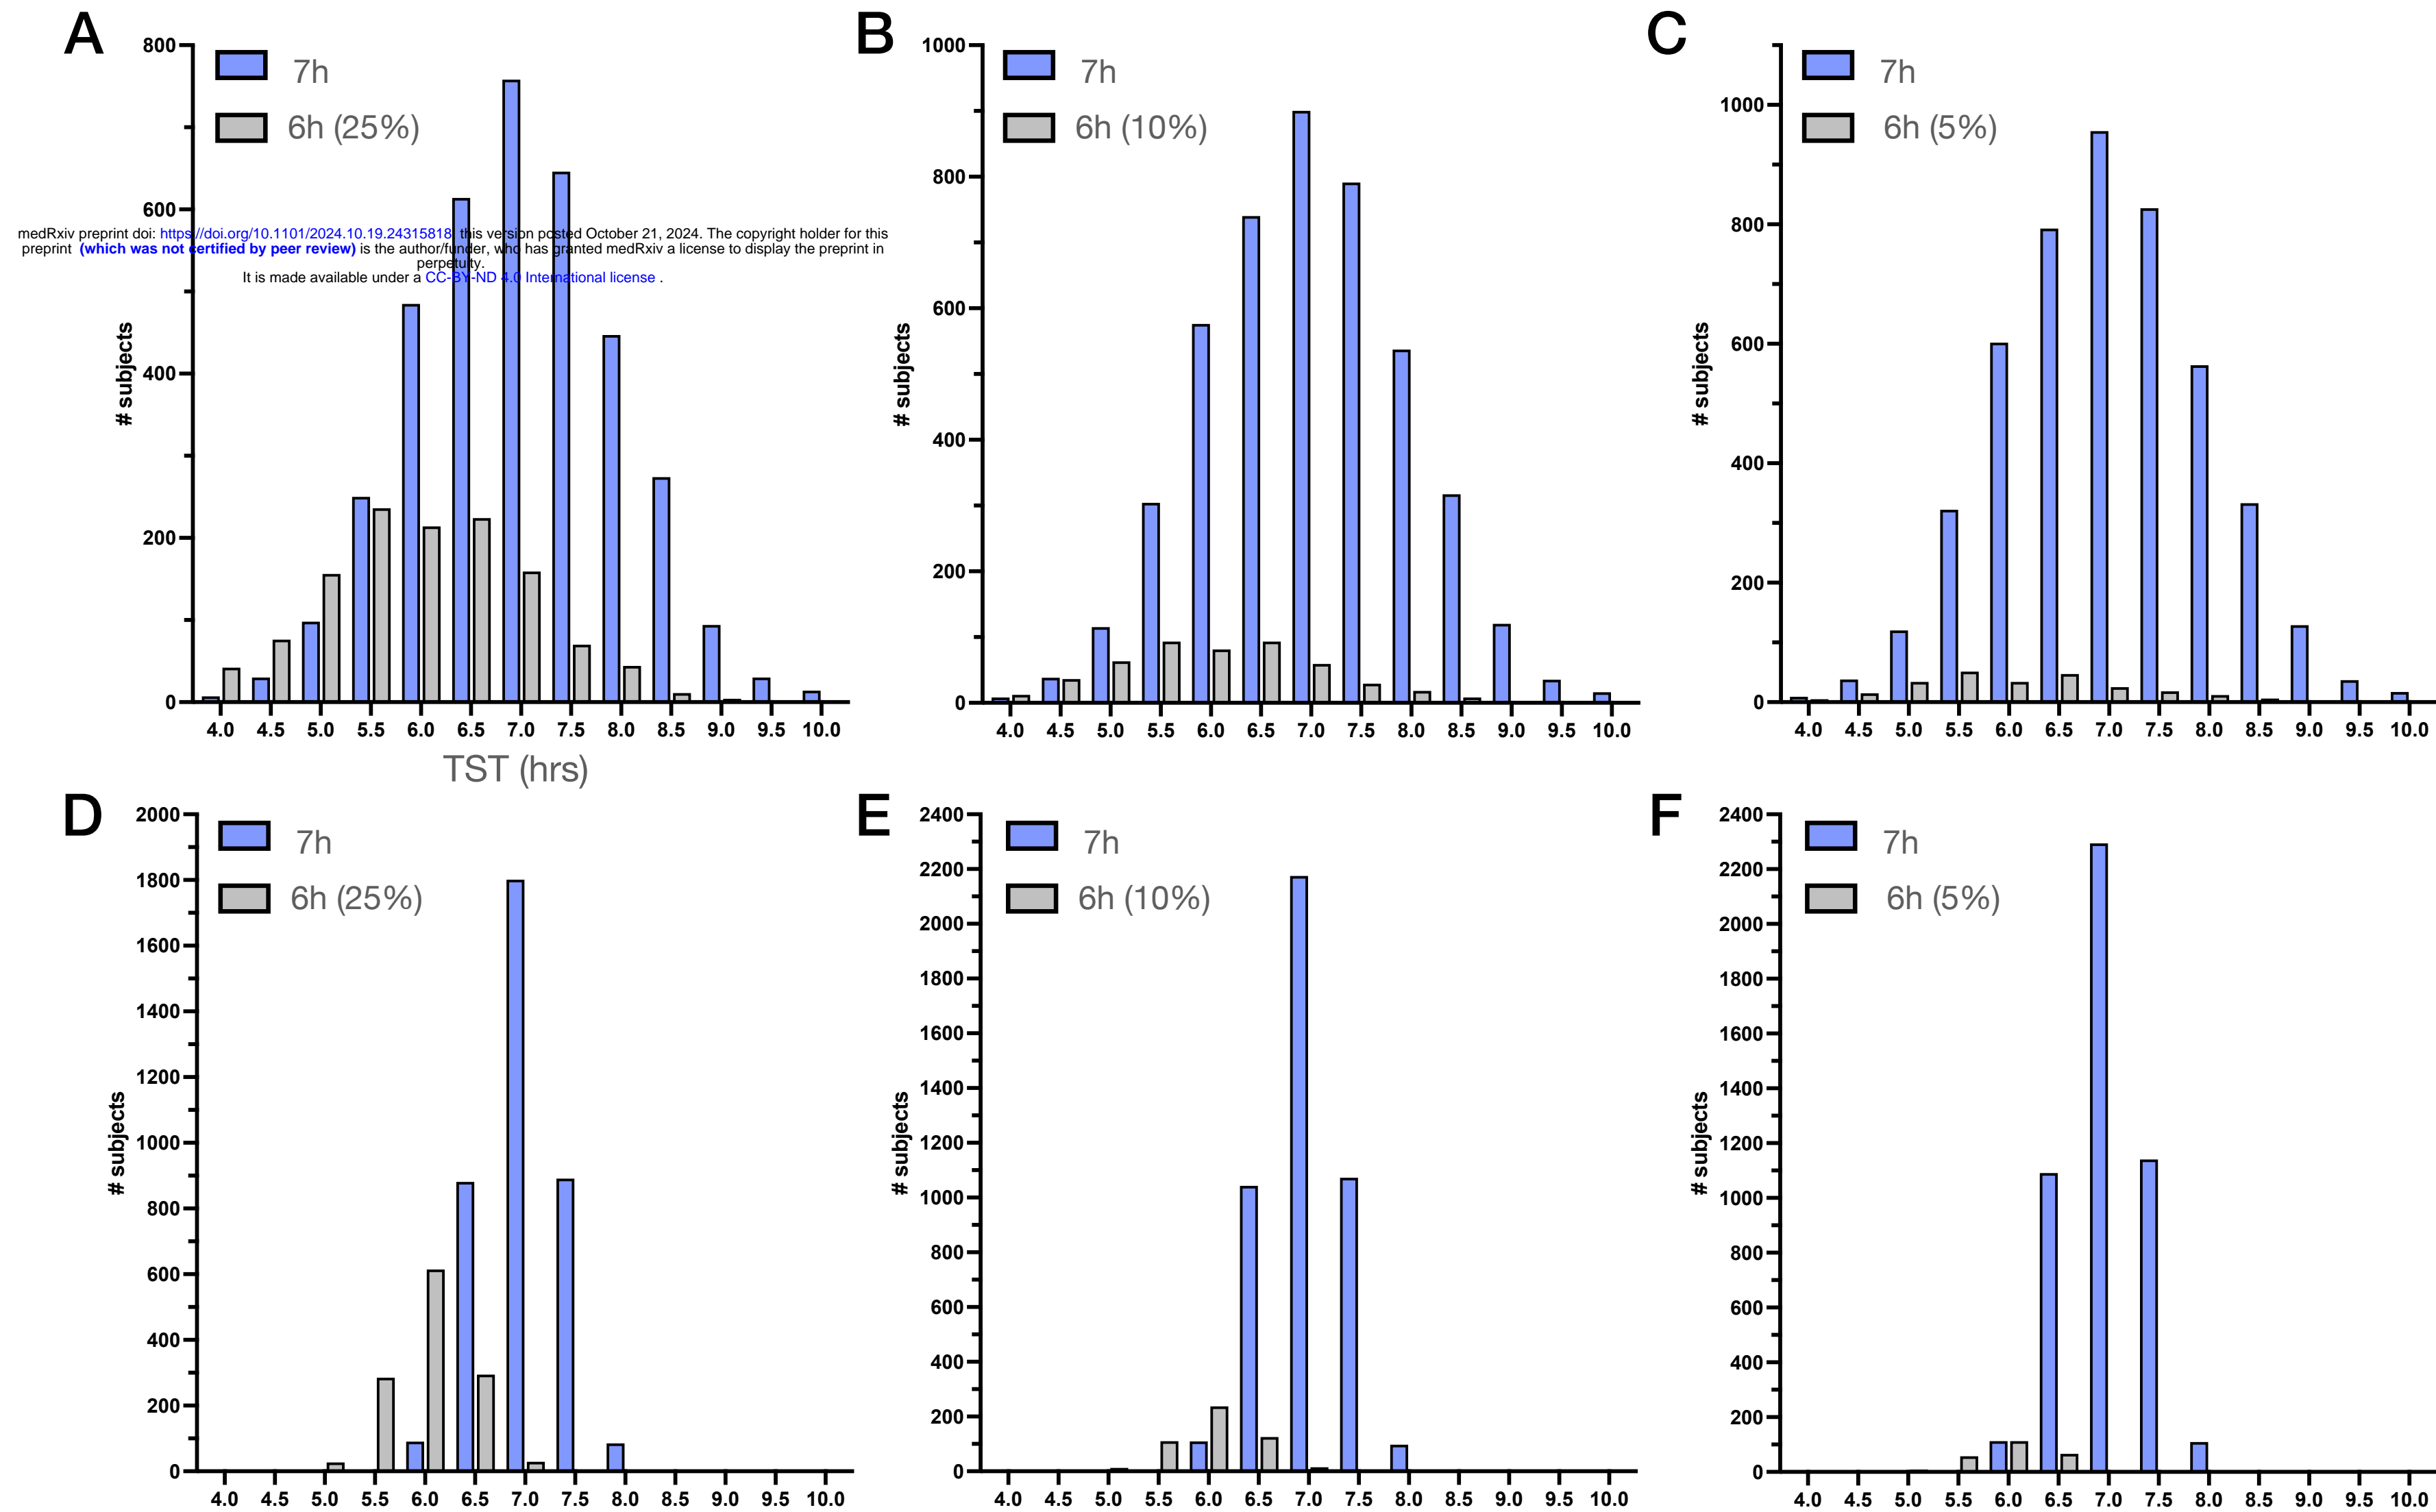 A
800
600
400
200
0
# subjects
7h
6h (25%)
4.0 4.5 5.0 5.5 6.0 6.5 7.0 7.5 8.0 8.5 9.0 9.5 10.0
TST (hrs)
medRxiv preprint doi: https://doi.org/10.1101/2024.10.19.24315818; this version posted October 21, 2024. The copyright holder for this
preprint (which was not certified by peer review) is the author/funder, who has granted medRxiv a license to display the preprint in
perpetuity.
It is made available under a CC-BY-ND 4.0 International license .
B
1000
800
600
400
200
0
# subjects
7h
6h (10%)
4.0 4.5 5.0 5.5 6.0 6.5 7.0 7.5 8.0 8.5 9.0 9.5 10.0
C
1000
800
600
400
200
0
# subjects
7h
6h (5%)
4.0 4.5 5.0 5.5 6.0 6.5 7.0 7.5 8.0 8.5 9.0 9.5 10.0
D
2000
1800
1600
1400
1200
1000
800
600
400
200
0
# subjects
7h
6h (25%)
4.0 4.5 5.0 5.5 6.0 6.5 7.0 7.5 8.0 8.5 9.0 9.5 10.0
E
2400
2200
2000
1800
1600
1400
1200
1000
800
600
400
200
0
# subjects
7h
6h (10%)
4.0 4.5 5.0 5.5 6.0 6.5 7.0 7.5 8.0 8.5 9.0 9.5 10.0
F
2400
2200
2000
1800
1600
1400
1200
1000
800
600
400
200
0
# subjects
7h
6h (5%)
4.0 4.5 5.0 5.5 6.0 6.5 7.0 7.5 8.0 8.5 9.0 9.5 10.0